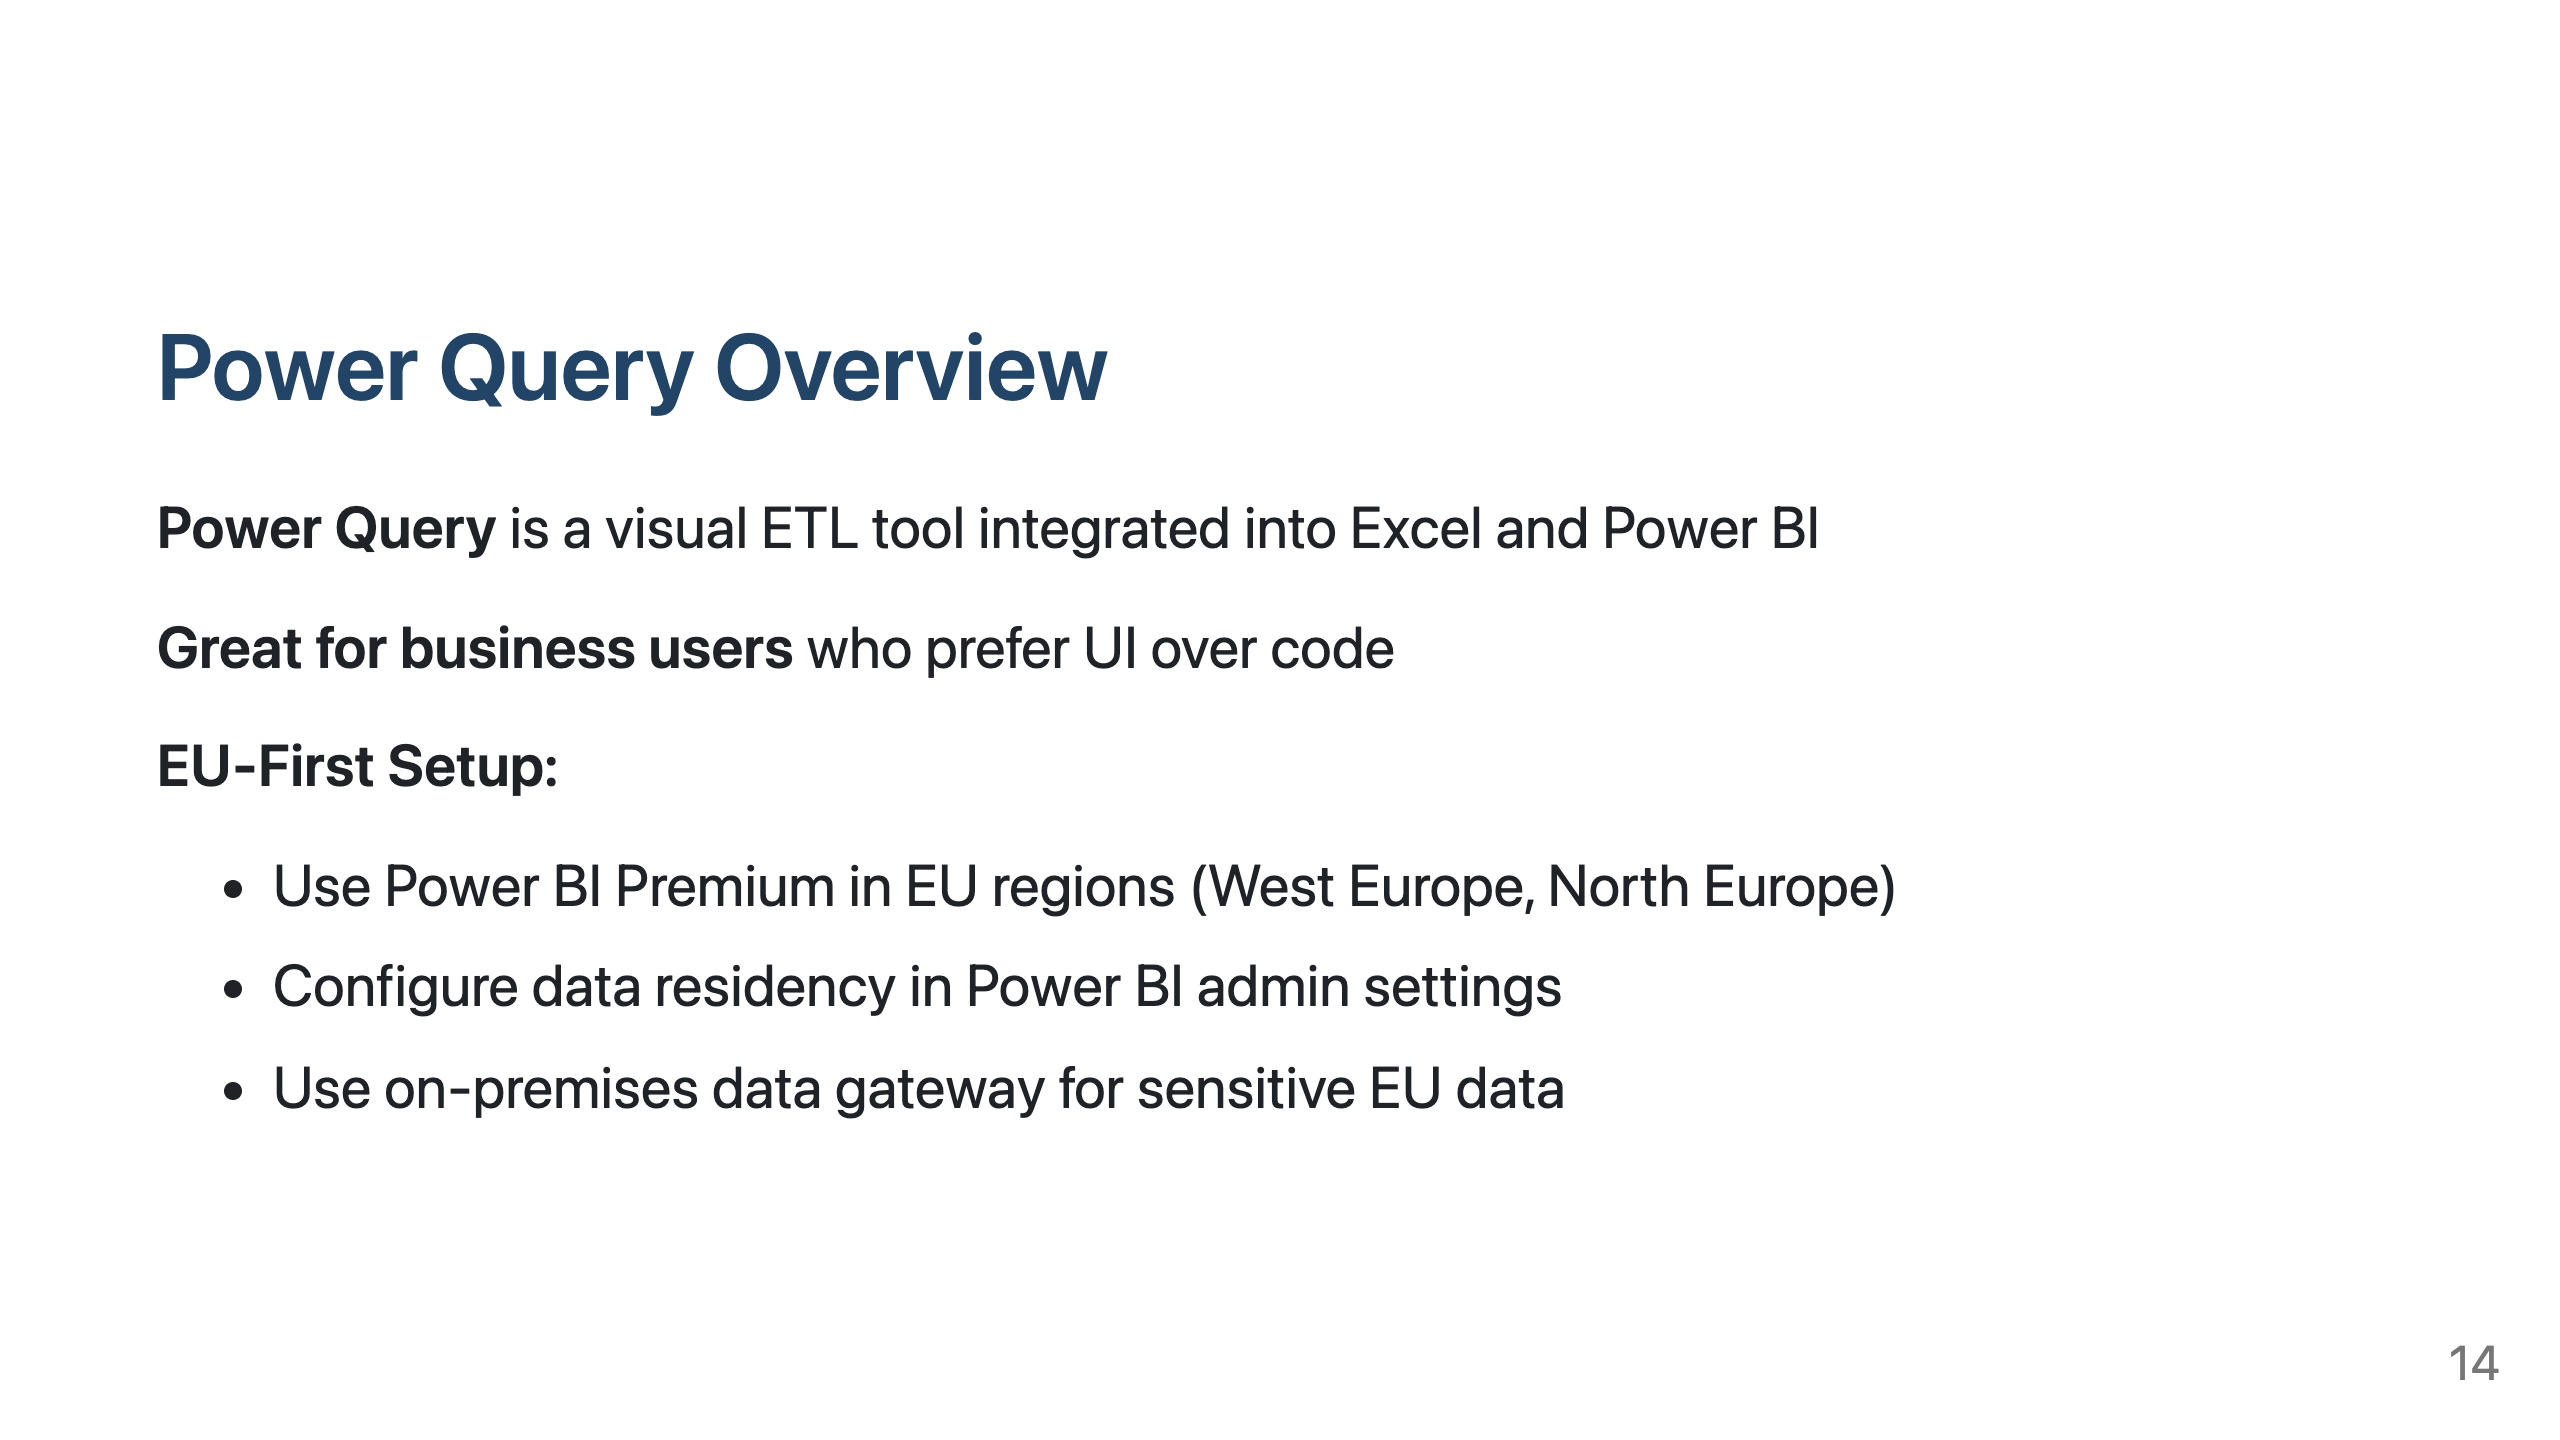 Power Query Overview
Power Query is a visual ETL tool integrated into Excel and Power BI
Great for business users who prefer UI over code
EU-First Setup:
• Use Power BI Premium in EU regions (West Europe, North Europe)
• Configure data residency in Power BI admin settings
• Use on-premises data gateway for sensitive EU data
14